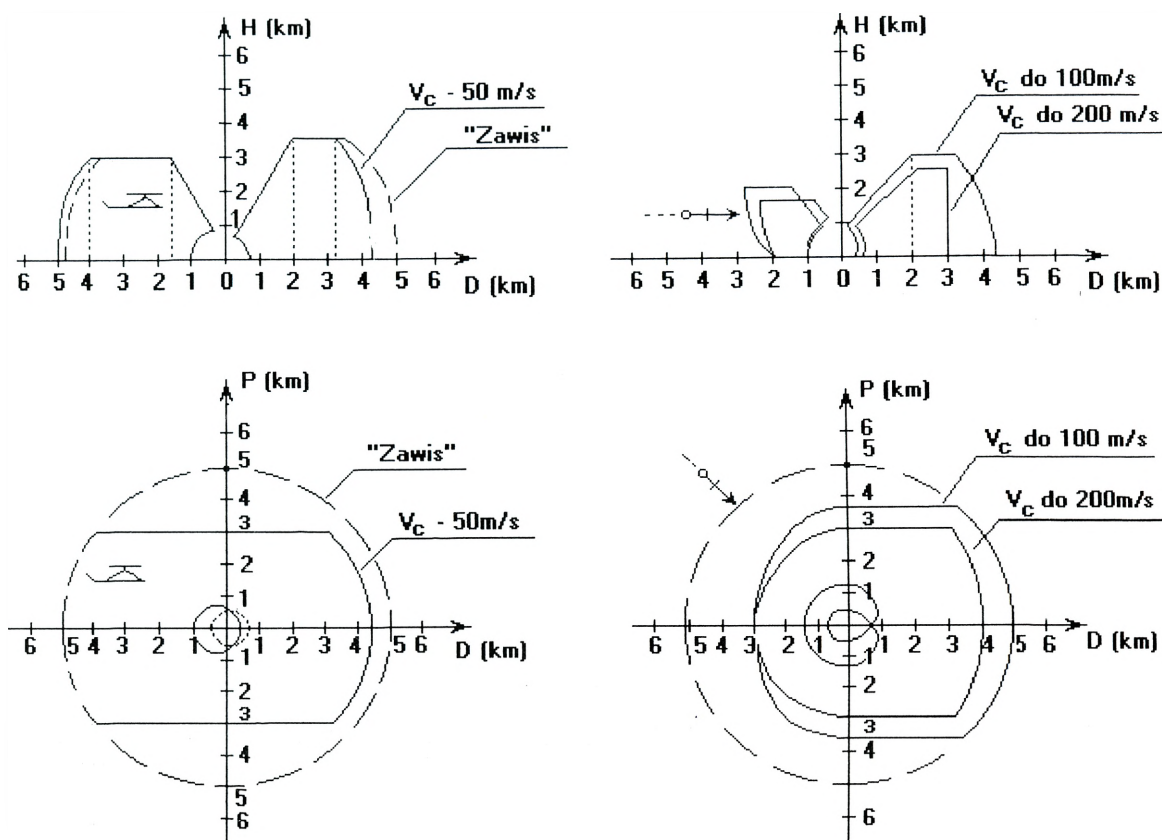 H (km)
6
5
4
3
2
1
V_C - 50 m/s
"Zawis"
6 5 4 3 2 1 0 1 2 3 4 5 6
D (km)
H (km)
6
5
4
3
2
1
V_C do 100m/s
V_C do 200 m/s
6 5 4 3 2 1 0 1 2 3 4 5 6
D (km)
P (km)
6
5
4
3
2
1
"Zawis"
V_C - 50m/s
6 5 4 3 2 1 1 2 3 4 5 6
D (km)
1
2
3
4
5
6
P (km)
6
5
4
3
2
1
V_C do 100 m/s
V_C do 200m/s
6 5 4 3 2 1 1 2 3 4 5 6
D (km)
1
2
3
4
6